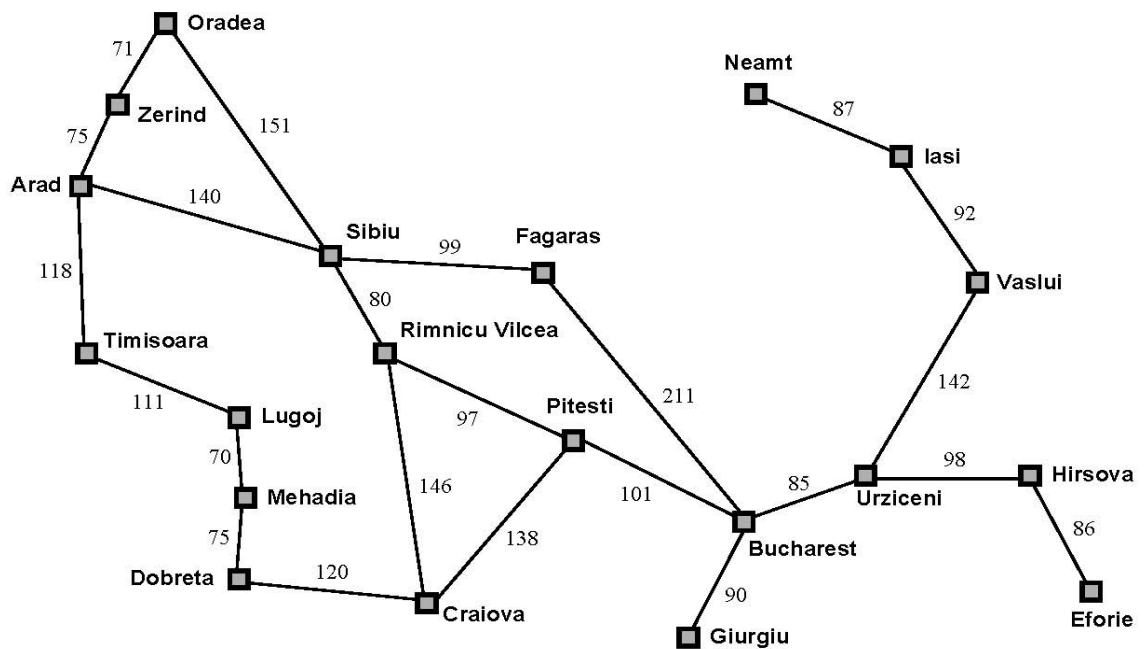 Oradea
71
Neamt
Zerind
87
75
151
Iasi
Arad
140
92
Sibiu
Fagaras
99
118
Vaslui
80
Timisoara
Rimnicu Vilcea
142
111
211
Lugoj
97
Pitesti
70
146
101
85
98
Hirsova
Mehadia
Urziceni
75
138
86
Bucharest
Dobreta
120
90
Craiova
Giurgiu
Eforie